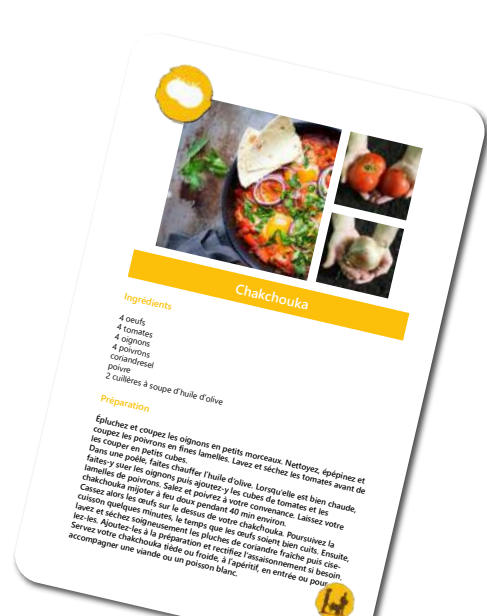 Chakchouka
Ingrédients
4 oeufs
4 tomates
4 oignons
4 poivrons
coriandresel
poivre
2 cuillères à soupe d'huile d'olive
Préparation
Épluchez et coupez les oignons en petits morceaux. Nettoyez, épépinez et
coupez les poivrons en fines lamelles. Lavez et séchez les tomates avant de
les couper en petits cubes.
Dans une poêle, faites chauffer l'huile d'olive. Lorsqu'elle est bien chaude,
faites-y suer les oignons puis ajoutez-y les cubes de tomates et les
lamelles de poivrons. Salez et poivrez à votre convenance. Laissez votre
chakchouka mijoter à feu doux pendant 40 min environ.
Cassez alors les œufs sur le dessus de votre chakchouka. Poursuivez la
cuisson quelques minutes, le temps que les œufs soient bien cuits. Ensuite,
lavez et séchez soigneusement les pluches de coriandre fraîche puis cise-
lez-les. Ajoutez-les à la préparation et rectifiez l'assaisonnement si besoin.
Servez votre chakchouka tiède ou froide, à l'apéritif, en entrée ou pour
accompagner une viande ou un poisson blanc.